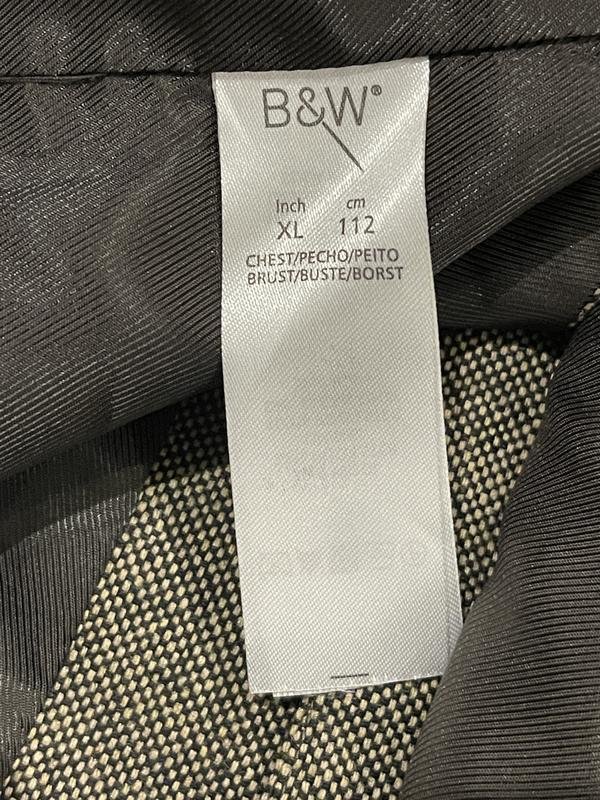 B&W®
Inch cm
XL 112
CHEST/PECHO/PEITO
BRUST/BUSTE/BORST